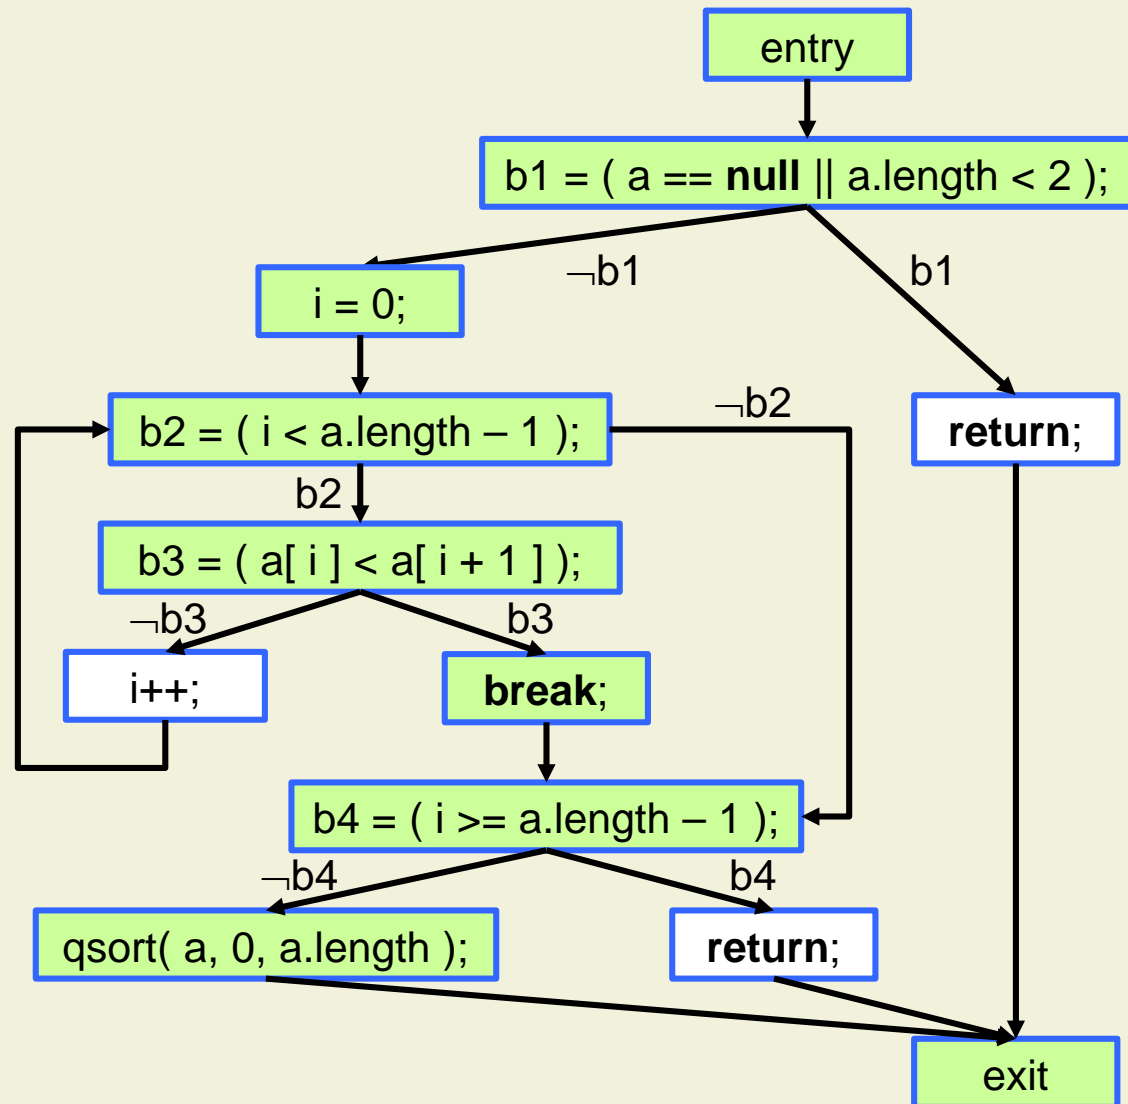 entry
b1 = ( a == null || a.length < 2 );
¬b1
b1
i = 0;
b2 = ( i < a.length – 1 );
¬b2
return;
b2
b3 = ( a[ i ] < a[ i + 1 ] );
¬b3
b3
i++;
break;
b4 = ( i >= a.length – 1 );
¬b4
b4
qsort( a, 0, a.length );
return;
exit